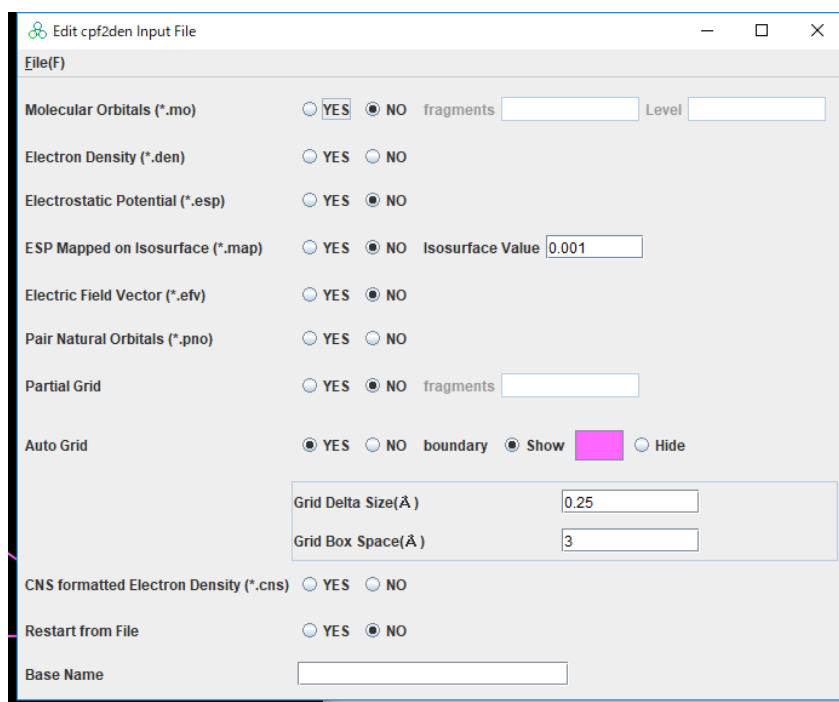 Edit cpf2den Input File
File(F)
Molecular Orbitals (*.mo) YES NO fragments Level
Electron Density (*.den) YES NO
Electrostatic Potential (*.esp) YES NO
ESP Mapped on Isosurface (*.map) YES NO Isosurface Value 0.001
Electric Field Vector (*.efv) YES NO
Pair Natural Orbitals (*.pno) YES NO
Partial Grid YES NO fragments
Auto Grid YES NO boundary Show Hide
Grid Delta Size(Å) 0.25
Grid Box Space(Å) 3
CNS formatted Electron Density (*.cns) YES NO
Restart from File YES NO
Base Name